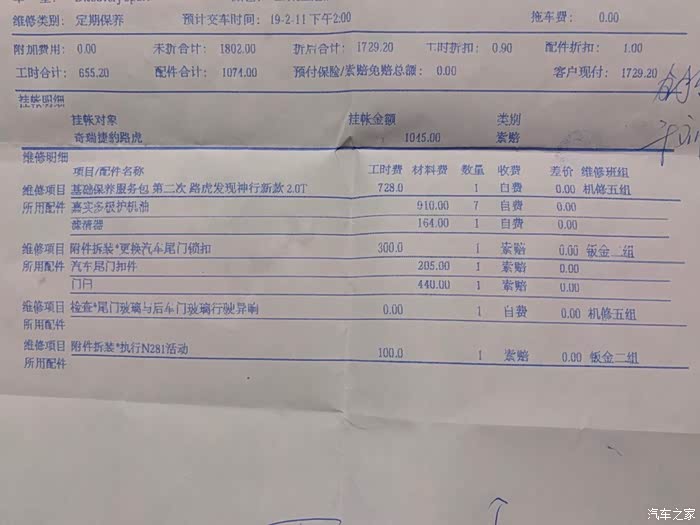 维修类别: 定期保养 预计交车时间: 19-2-11 下午2:00 拖车费: 0.00
附加费用: 0.00 未折合计: 1802.00 折后合计: 1729.20 工时折扣: 0.90 配件折扣: 1.00
工时合计: 655.20 配件合计: 1074.00 预付保险/索赔免赔总额: 0.00 客户现付: 1729.20
挂帐明细
挂帐对象 挂帐金额 类别
奇瑞捷豹路虎 1045.00 索赔
维修明细
项目/配件名称 工时费 材料费 数量 收费 差价 维修班组
维修项目 基础保养服务包 第二次 路虎发现神行新款 2.0T 728.0 1 自费 0.00 机修五组
所用配件 嘉实多极护机油 910.00 7 自费 0.00
滤清器 164.00 1 自费 0.00
维修项目 附件拆装*更换汽车尾门锁扣 300.0 1 索赔 0.00 钣金二组
所用配件 汽车尾门扣件 205.00 1 索赔 0.00
门闩 440.00 1 索赔 0.00
维修项目 检查*尾门玻璃与后车门玻璃行驶异响 0.00 1 自费 0.00 机修五组
所用配件
维修项目 附件拆装*执行N281活动 100.0 1 索赔 0.00 钣金二组
所用配件
汽车之家